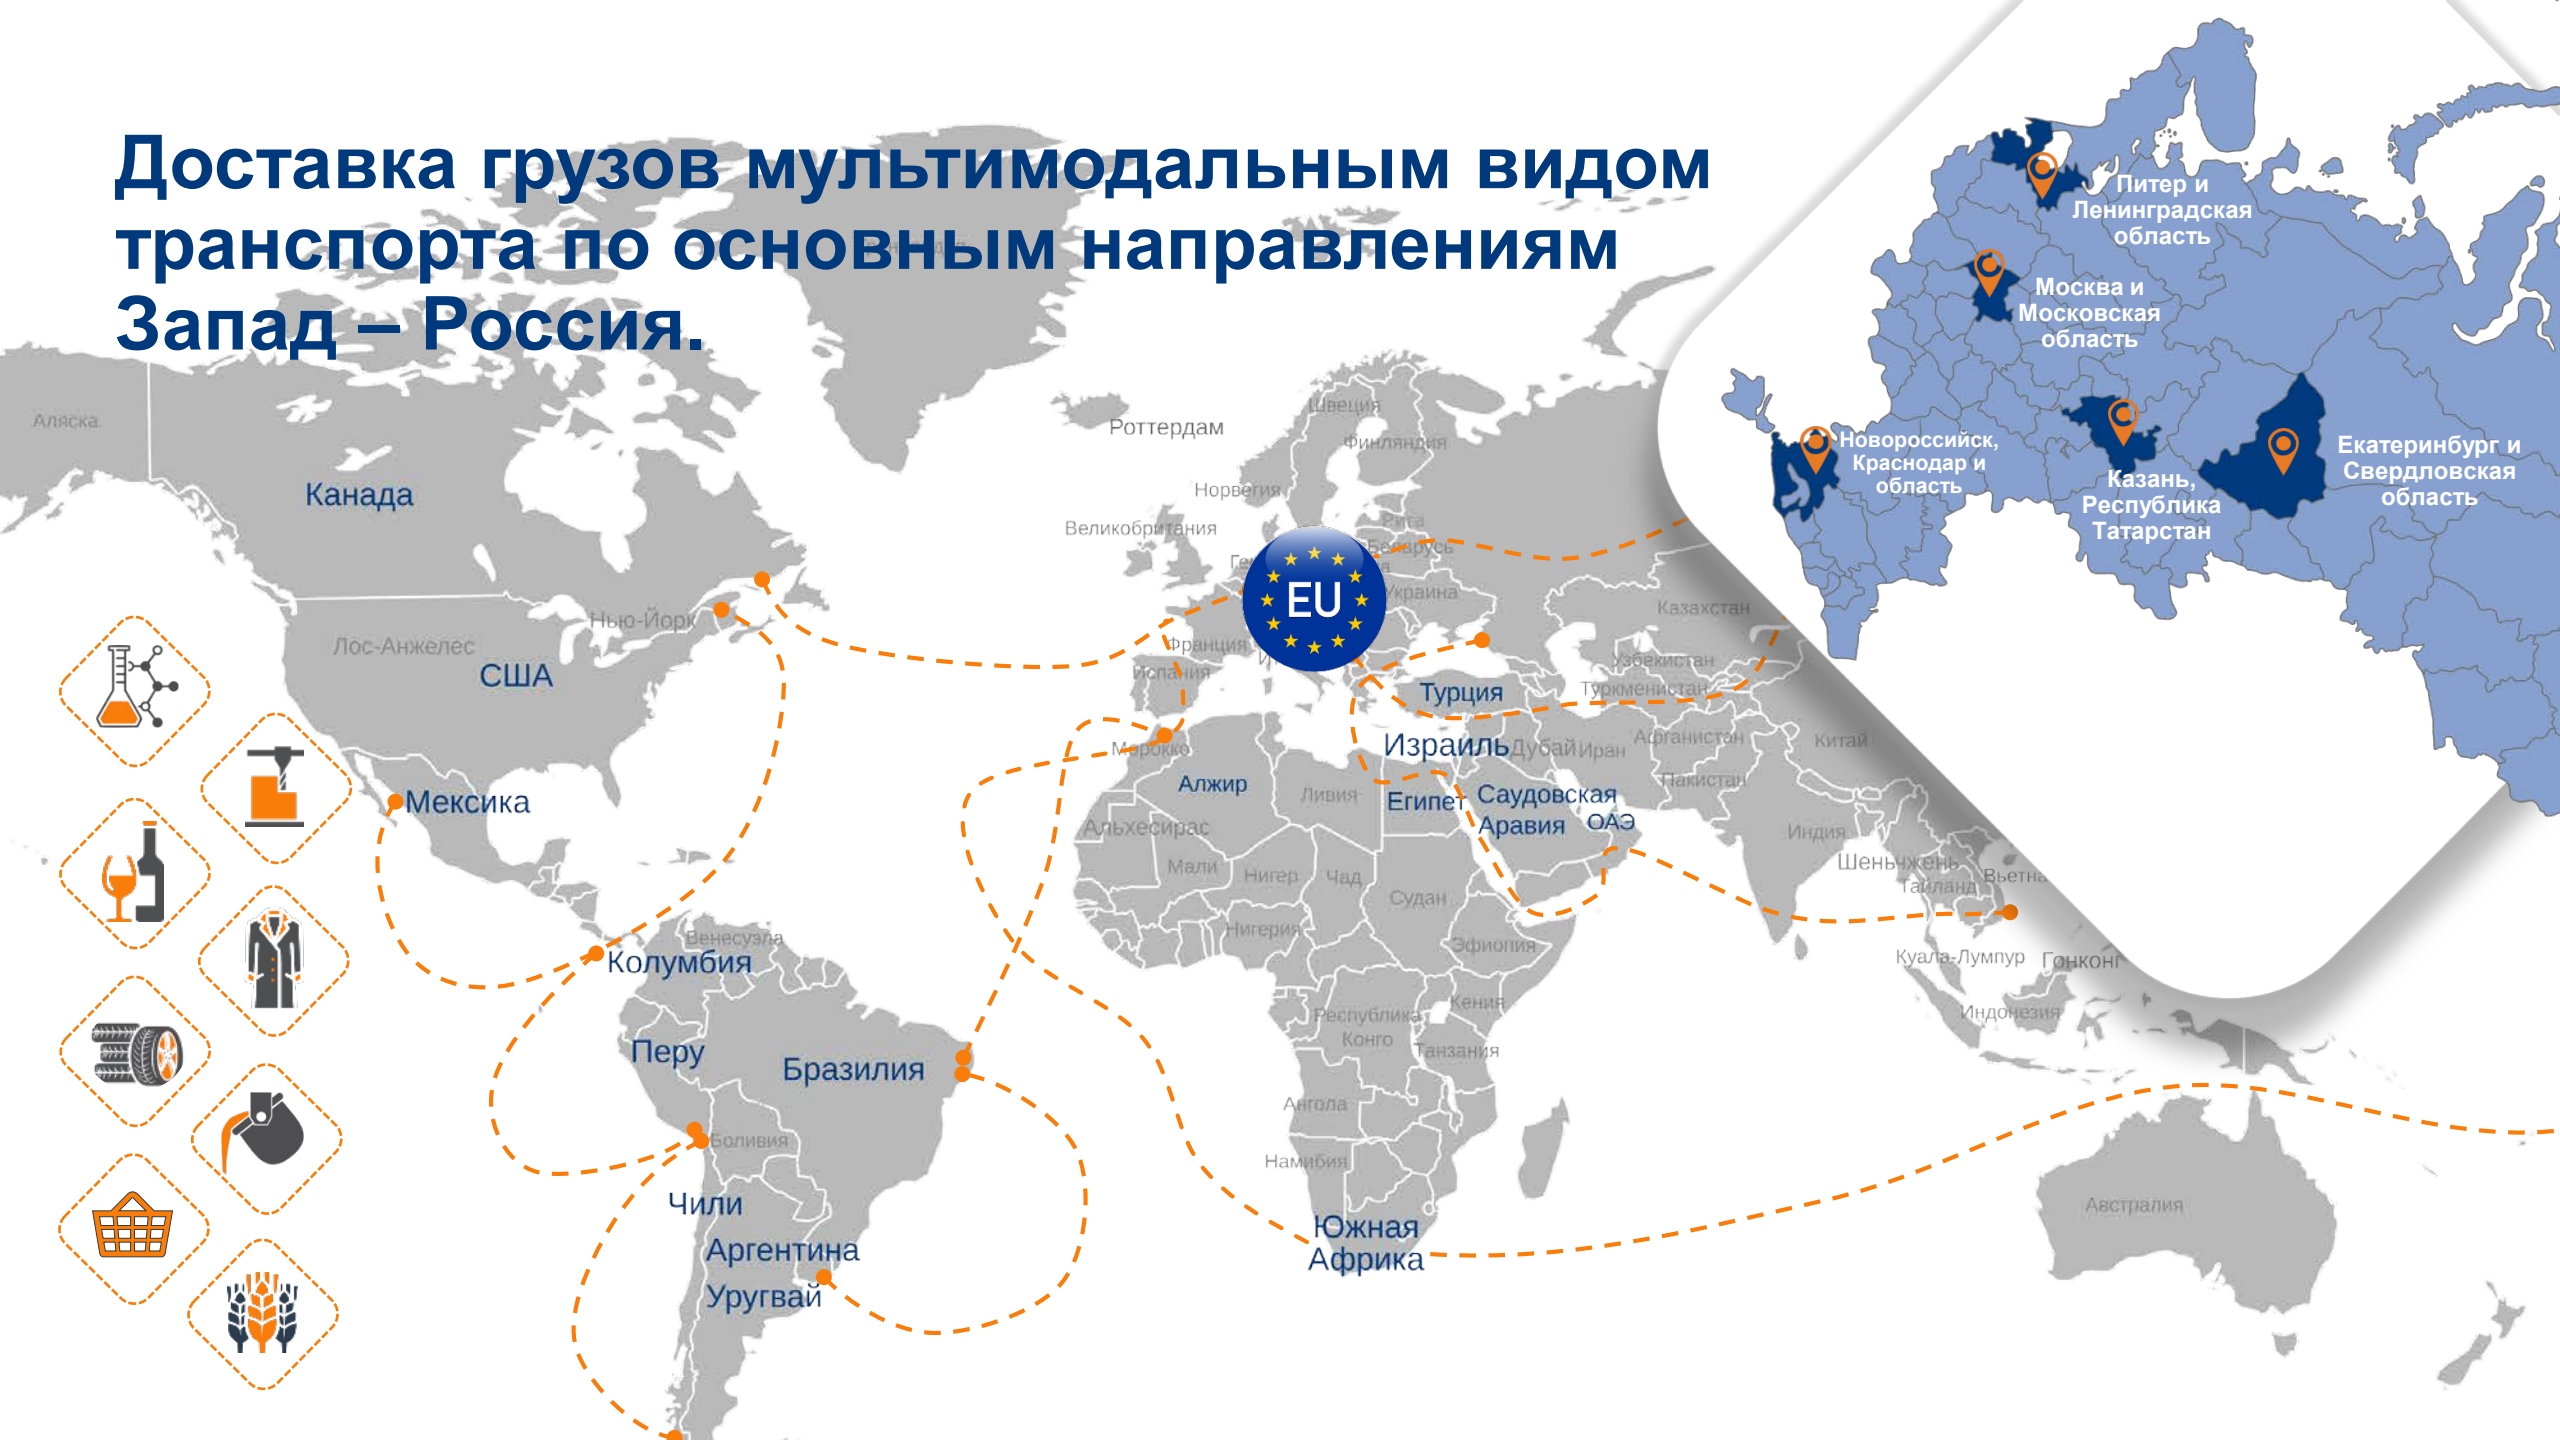 Доставка грузов мультимодальным видом
транспорта по основным направлениям
Запад – Россия.
Питер и
Ленинградская
область
Москва и
Московская
область
Новороссийск,
Краснодар и
область
Казань,
Республика
Татарстан
Екатеринбург и
Свердловская
область
Аляска
Канада
Лос-Анжелес
США
Нью-Йорк
Мексика
Венесуэла
Колумбия
Перу
Бразилия
Боливия
Чили
Аргентина
Уругвай
Роттердам
Швеция
Финляндия
Норвегия
Великобритания
Рига
Беларусь
EU
Украина
Франция
Испания
Казахстан
Узбекистан
Туркменистан
Турция
Израиль
Дубай
Иран
Афганистан
Пакистан
Китай
Марокко
Алжир
Ливия
Египет
Саудовская
Аравия
ОАЭ
Альхесирас
Мали
Нигер
Чад
Судан
Нигерия
Эфиопия
Кения
Республика
Конго
Танзания
Ангола
Намибия
Южная
Африка
Индия
Шеньчжень
Тайланд
Вьетна
Куала-Лумпур
Гонконг
Индонезия
Австралия